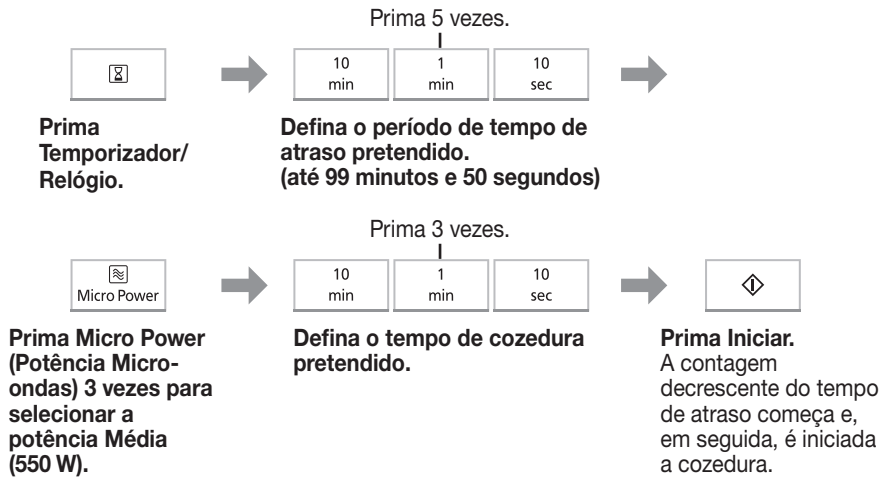 Prima 5 vezes.
10 min
1 min
10 sec
Prima
Temporizador/
Relógio.
Defina o período de tempo de
atraso pretendido.
(até 99 minutos e 50 segundos)
Prima 3 vezes.
Micro Power
10 min
1 min
10 sec
Prima Micro Power
(Potência Micro-
ondas) 3 vezes para
selecionar a
potência Média
(550 W).
Defina o tempo de cozedura
pretendido.
Prima Iniciar.
A contagem
decrescente do tempo
de atraso começa e,
em seguida, é iniciada
a cozedura.